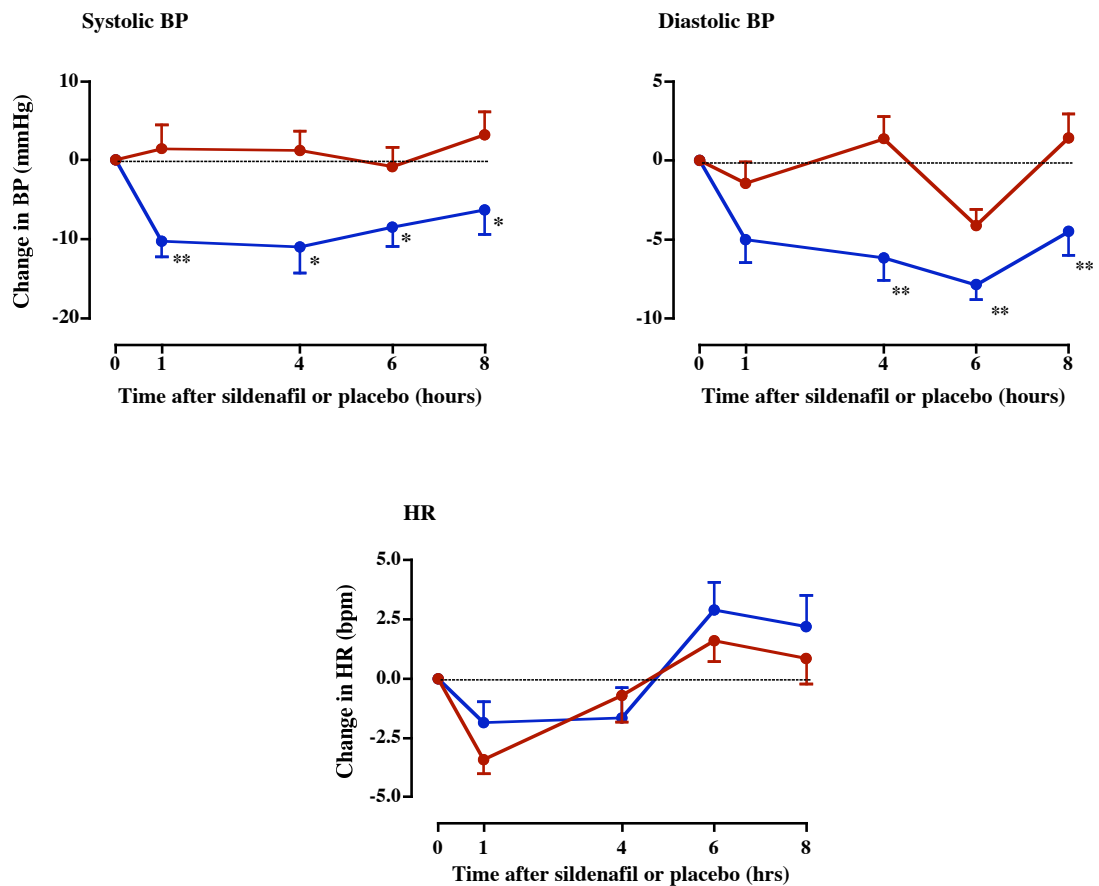 Systolic BP
Diastolic BP
10
0
-10
-20
Change in BP (mmHg)
**
*
*
*
0 1 4 6 8
Time after sildenafil or placebo (hours)
5
0
-5
-10
**
**
**
0 1 4 6 8
Time after sildenafil or placebo (hours)
HR
5.0
2.5
0.0
-2.5
-5.0
Change in HR (bpm)
0 1 4 6 8
Time after sildenafil or placebo (hrs)